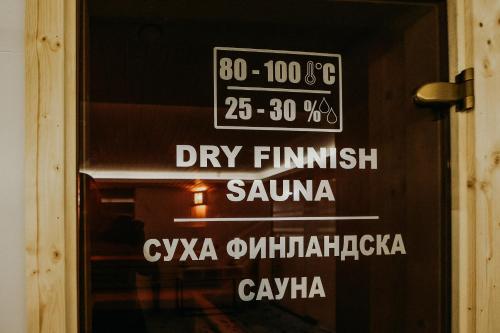 80 - 100 °C
25 - 30 %
DRY FINNISH
SAUNA
СУХА ФИНЛАНДСКА
САУНА